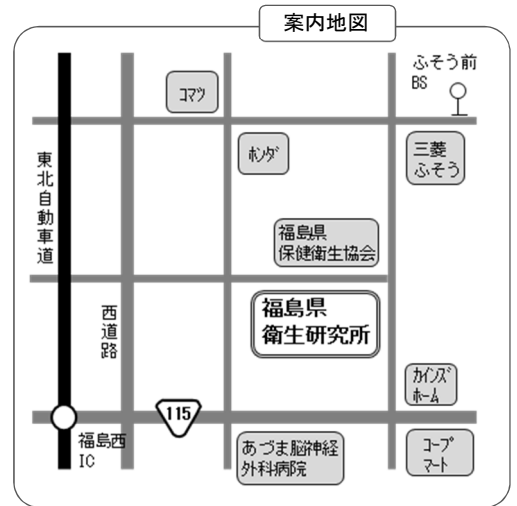 案内地図
ふそう前
BS
コマツ
ホンダ
三菱
ふそう
東北自動車道
福島県
保健衛生協会
西道路
福島県
衛生研究所
カインズ
ホーム
115
福島西
IC
あづま脳神経
外科病院
コープ
マート